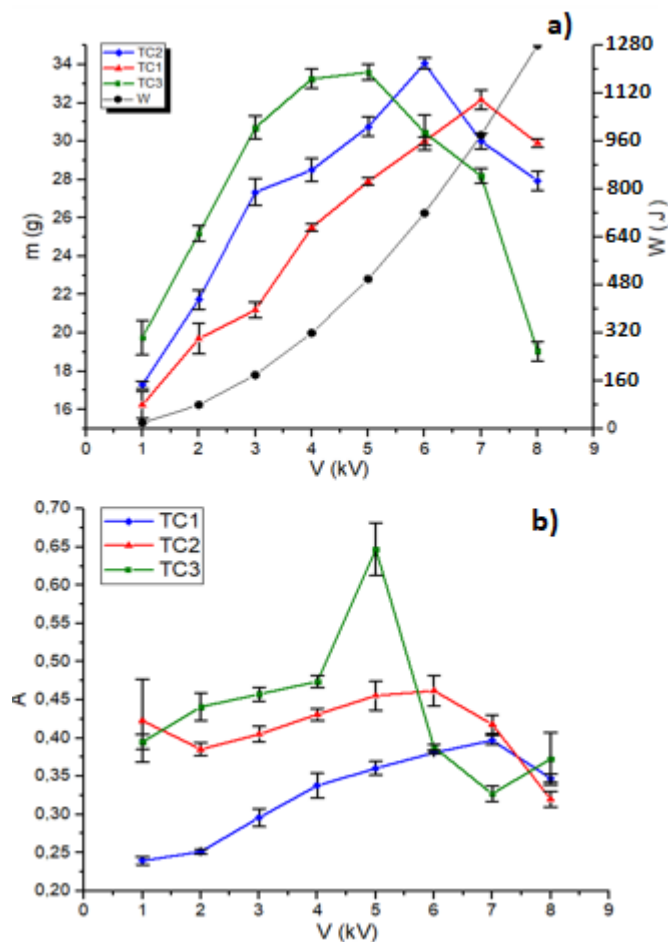 a)
TC2
TC1
TC3
W
34
32
30
28
26
24
22
20
18
16
m (g)
1280
1120
960
800
640
480
320
160
0
W (J)
0 1 2 3 4 5 6 7 8 9
V (kV)
b)
TC1
TC2
TC3
0,70
0,65
0,60
0,55
0,50
0,45
0,40
0,35
0,30
0,25
0,20
A
0 1 2 3 4 5 6 7 8 9
V (kV)